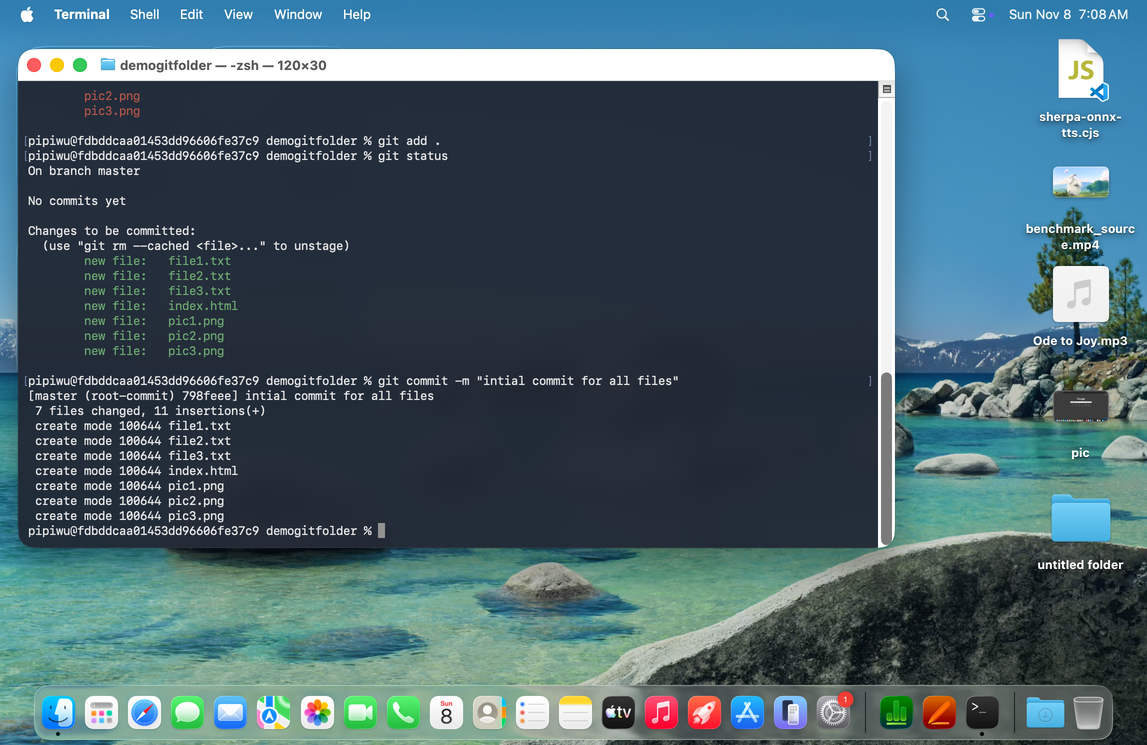 Terminal Shell Edit View Window Help Sun Nov 8 7:08 AM
demogitfolder — -zsh — 120×30
pic2.png
pic3.png
[pipiwu@fdbddcaa01453dd96606fe37c9 demogitfolder % git add . ]
[pipiwu@fdbddcaa01453dd96606fe37c9 demogitfolder % git status ]
On branch master
No commits yet
Changes to be committed:
(use "git rm --cached <file>..." to unstage)
new file: file1.txt
new file: file2.txt
new file: file3.txt
new file: index.html
new file: pic1.png
new file: pic2.png
new file: pic3.png
[pipiwu@fdbddcaa01453dd96606fe37c9 demogitfolder % git commit -m "intial commit for all files" ]
[master (root-commit) 798feee] intial commit for all files
7 files changed, 11 insertions(+)
create mode 100644 file1.txt
create mode 100644 file2.txt
create mode 100644 file3.txt
create mode 100644 index.html
create mode 100644 pic1.png
create mode 100644 pic2.png
create mode 100644 pic3.png
pipiwu@fdbddcaa01453dd96606fe37c9 demogitfolder %
JS
sherpa-onnx-
tts.cjs
benchmark_sourc
e.mp4
Ode to Joy.mp3
pic
untitled folder
Sun
8
tv
1
>_